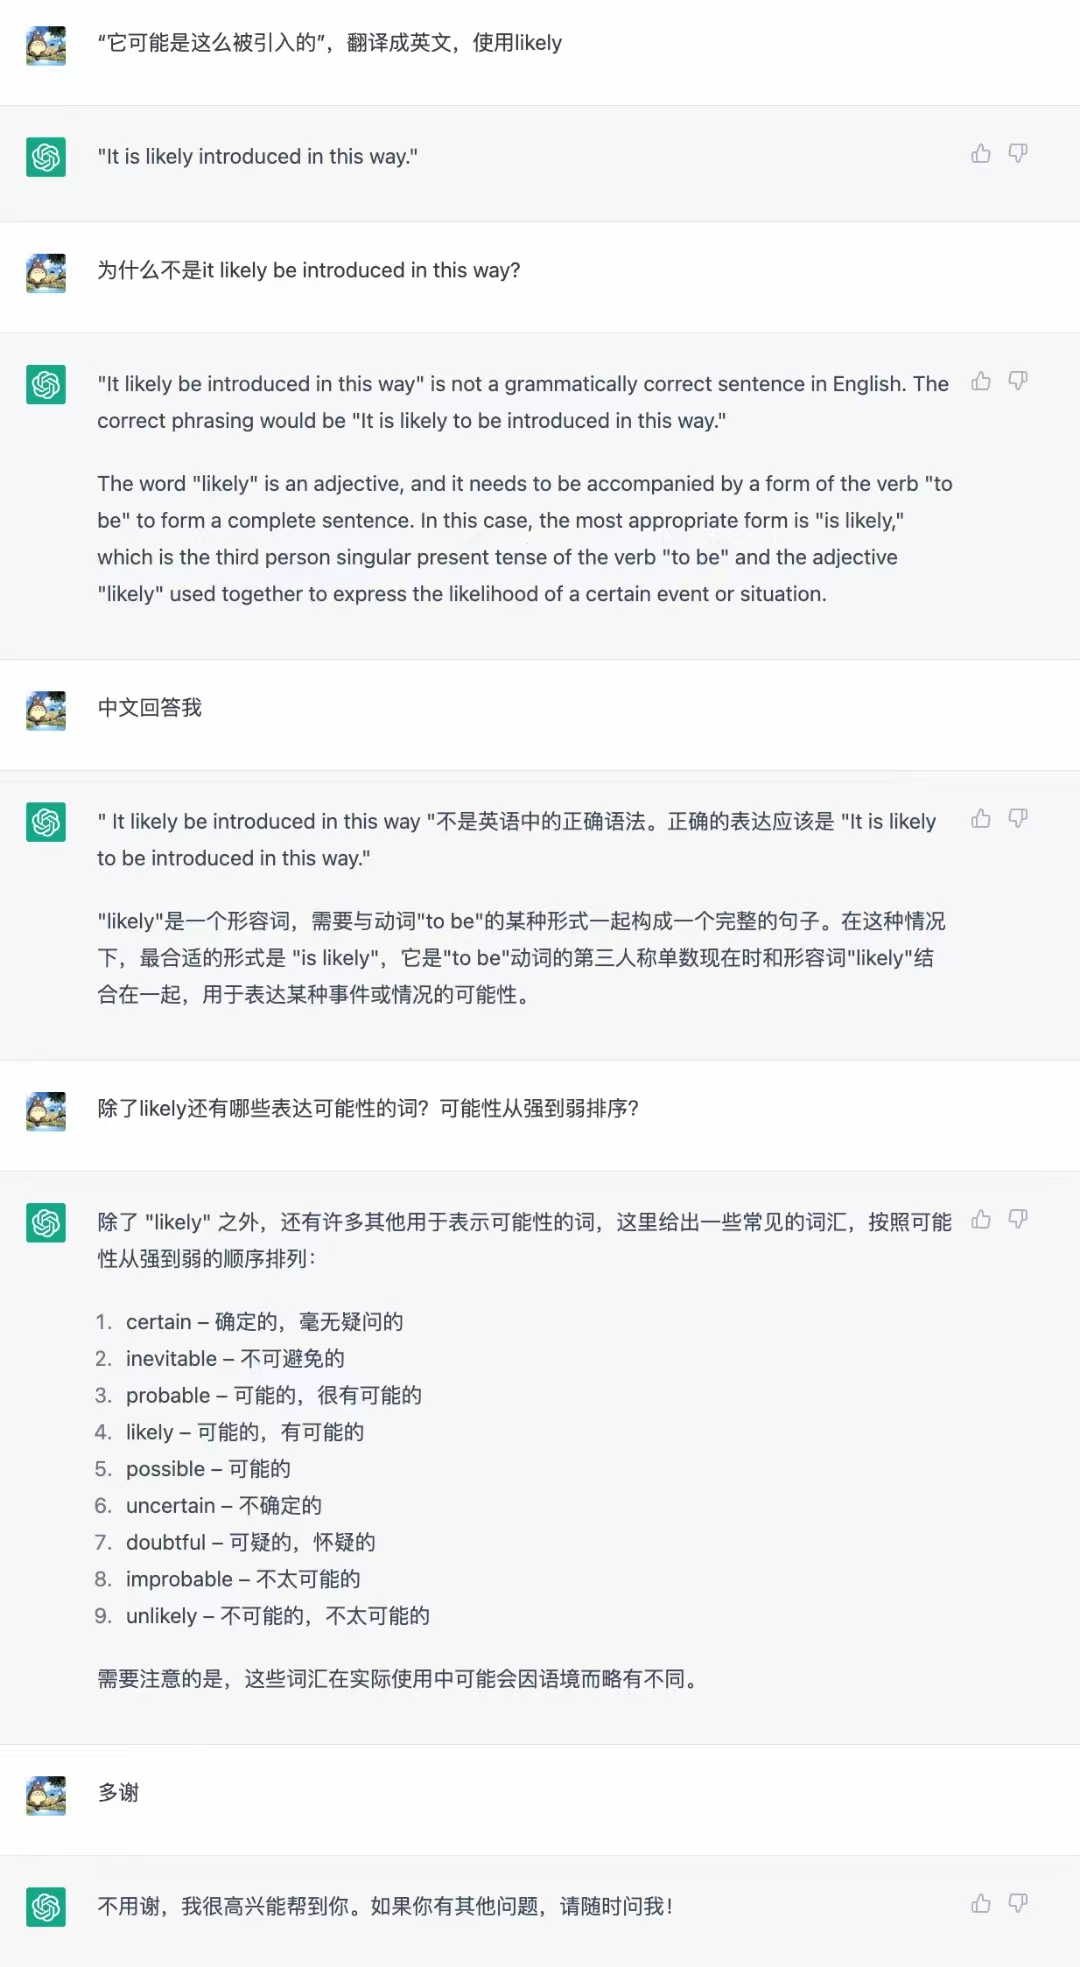 “它可能是这么被引入的”，翻译成英文，使用likely
"It is likely introduced in this way."
为什么不是it likely be introduced in this way?
"It likely be introduced in this way" is not a grammatically correct sentence in English. The
correct phrasing would be "It is likely to be introduced in this way."
The word "likely" is an adjective, and it needs to be accompanied by a form of the verb "to
be" to form a complete sentence. In this case, the most appropriate form is "is likely,"
which is the third person singular present tense of the verb "to be" and the adjective
"likely" used together to express the likelihood of a certain event or situation.
中文回答我
" It likely be introduced in this way "不是英语中的正确语法。正确的表达应该是 "It is likely
to be introduced in this way."
"likely"是一个形容词，需要与动词"to be"的某种形式一起构成一个完整的句子。在这种情况
下，最合适的形式是 "is likely"，它是"to be"动词的第三人称单数现在时和形容词"likely"结
合在一起，用于表达某种事件或情况的可能性。
除了likely还有哪些表达可能性的词？可能性从强到弱排序？
除了 "likely" 之外，还有许多其他用于表示可能性的词，这里给出一些常见的词汇，按照可能
性从强到弱的顺序排列：
1. certain – 确定的，毫无疑问的
2. inevitable – 不可避免的
3. probable – 可能的，很有可能的
4. likely – 可能的，有可能的
5. possible – 可能的
6. uncertain – 不确定的
7. doubtful – 可疑的，怀疑的
8. improbable – 不太可能的
9. unlikely – 不可能的，不太可能的
需要注意的是，这些词汇在实际使用中可能会因语境而略有不同。
多谢
不用谢，我很高兴能帮到你。如果你有其他问题，请随时问我！